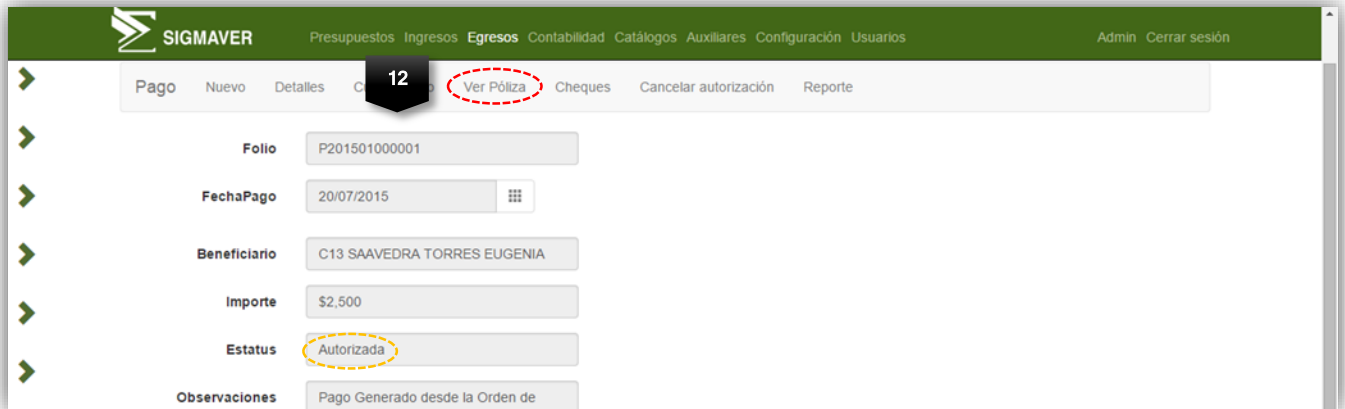 SIGMAVER Presupuestos Ingresos Egresos Contabilidad Catálogos Auxiliares Configuración Usuarios Admin Cerrar sesión
12
Pago Nuevo Detalles Ver Póliza Cheques Cancelar autorización Reporte
Folio P201501000001
FechaPago 20/07/2015
Beneficiario C13 SAAVEDRA TORRES EUGENIA
Importe $2,500
Estatus Autorizada
Observaciones Pago Generado desde la Orden de